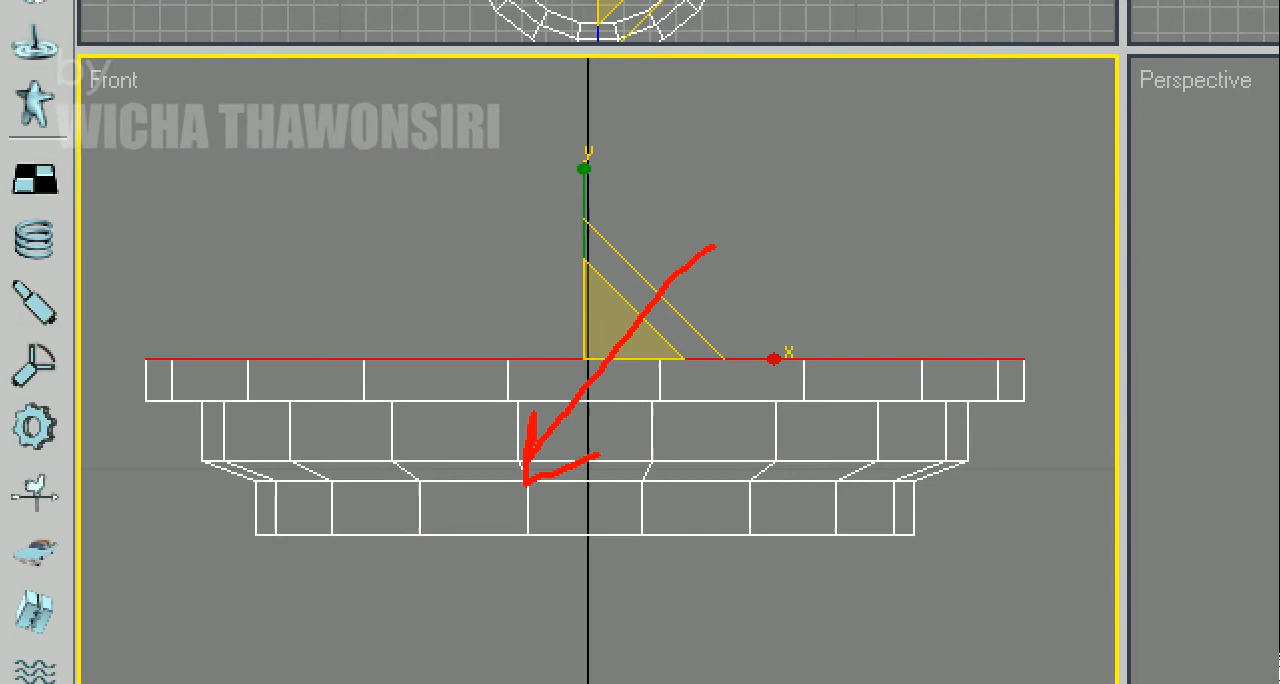 by
Front
WICHA THAWONSIRI
Perspective
y
x